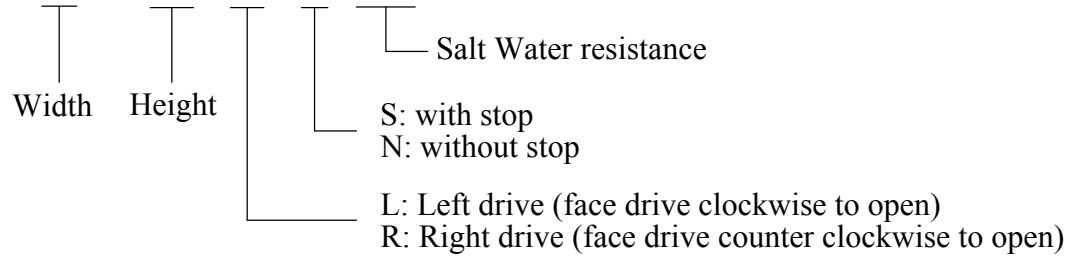 Salt Water resistance
Width Height
S: with stop
N: without stop
L: Left drive (face drive clockwise to open)
R: Right drive (face drive counter clockwise to open)